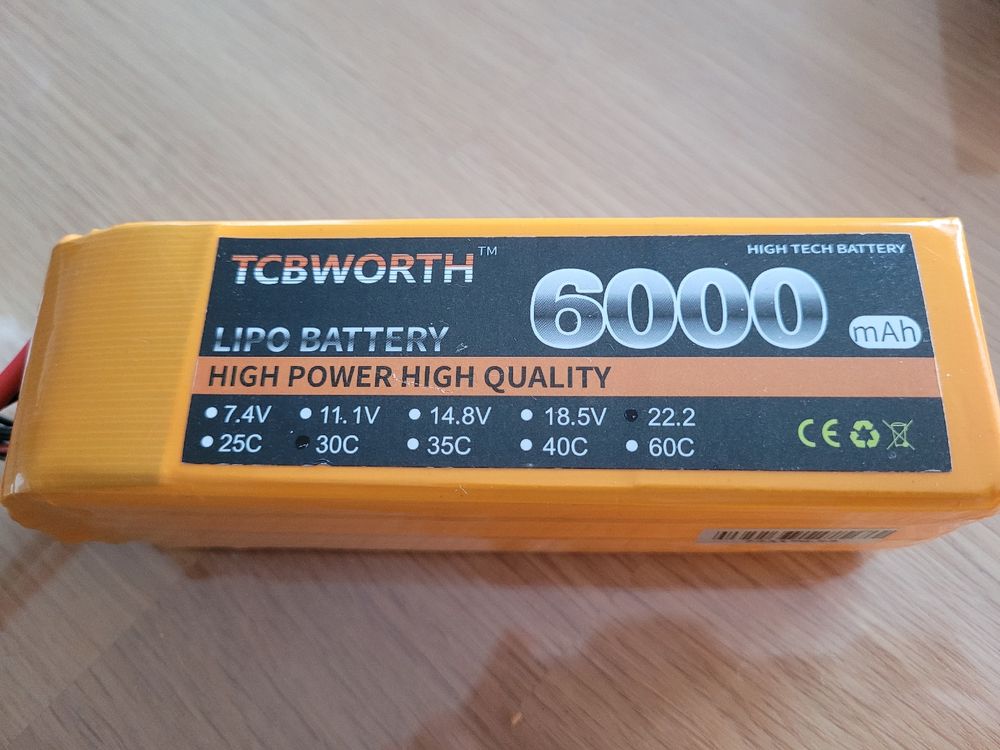 TCBWORTH™
HIGH TECH BATTERY
6000 mAh
LIPO BATTERY
HIGH POWER HIGH QUALITY
7.4V 11.1V 14.8V 18.5V 22.2
25C 30C 35C 40C 60C
CE